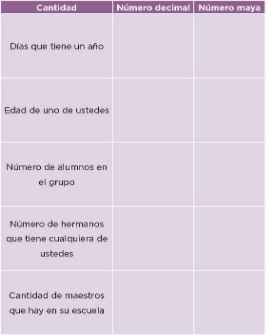 Cantidad Número decimal Número maya
Días que tiene un año
Edad de uno de ustedes
Número de alumnos en
el grupo
Número de hermanos
que tiene cualquiera de
ustedes
Cantidad de maestros
que hay en su escuela